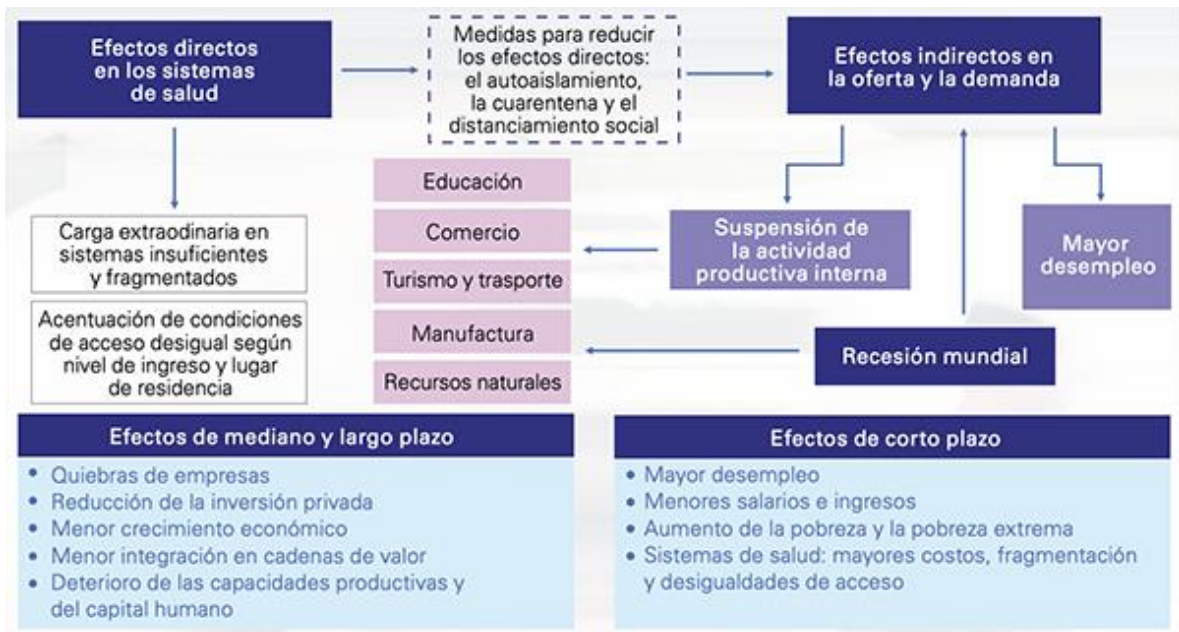 Efectos directos
en los sistemas
de salud
Medidas para reducir
los efectos directos:
el autoaislamiento,
la cuarentena y el
distanciamiento social
Efectos indirectos en
la oferta y la demanda
Carga extraodinaria en
sistemas insuficientes
y fragmentados
Acentuación de condiciones
de acceso desigual según
nivel de ingreso y lugar
de residencia
Educación
Comercio
Turismo y trasporte
Manufactura
Recursos naturales
Suspensión de
la actividad
productiva interna
Mayor
desempleo
Recesión mundial
Efectos de mediano y largo plazo
• Quiebras de empresas
• Reducción de la inversión privada
• Menor crecimiento económico
• Menor integración en cadenas de valor
• Deterioro de las capacidades productivas y
del capital humano
Efectos de corto plazo
• Mayor desempleo
• Menores salarios e ingresos
• Aumento de la pobreza y la pobreza extrema
• Sistemas de salud: mayores costos, fragmentación
y desigualdades de acceso